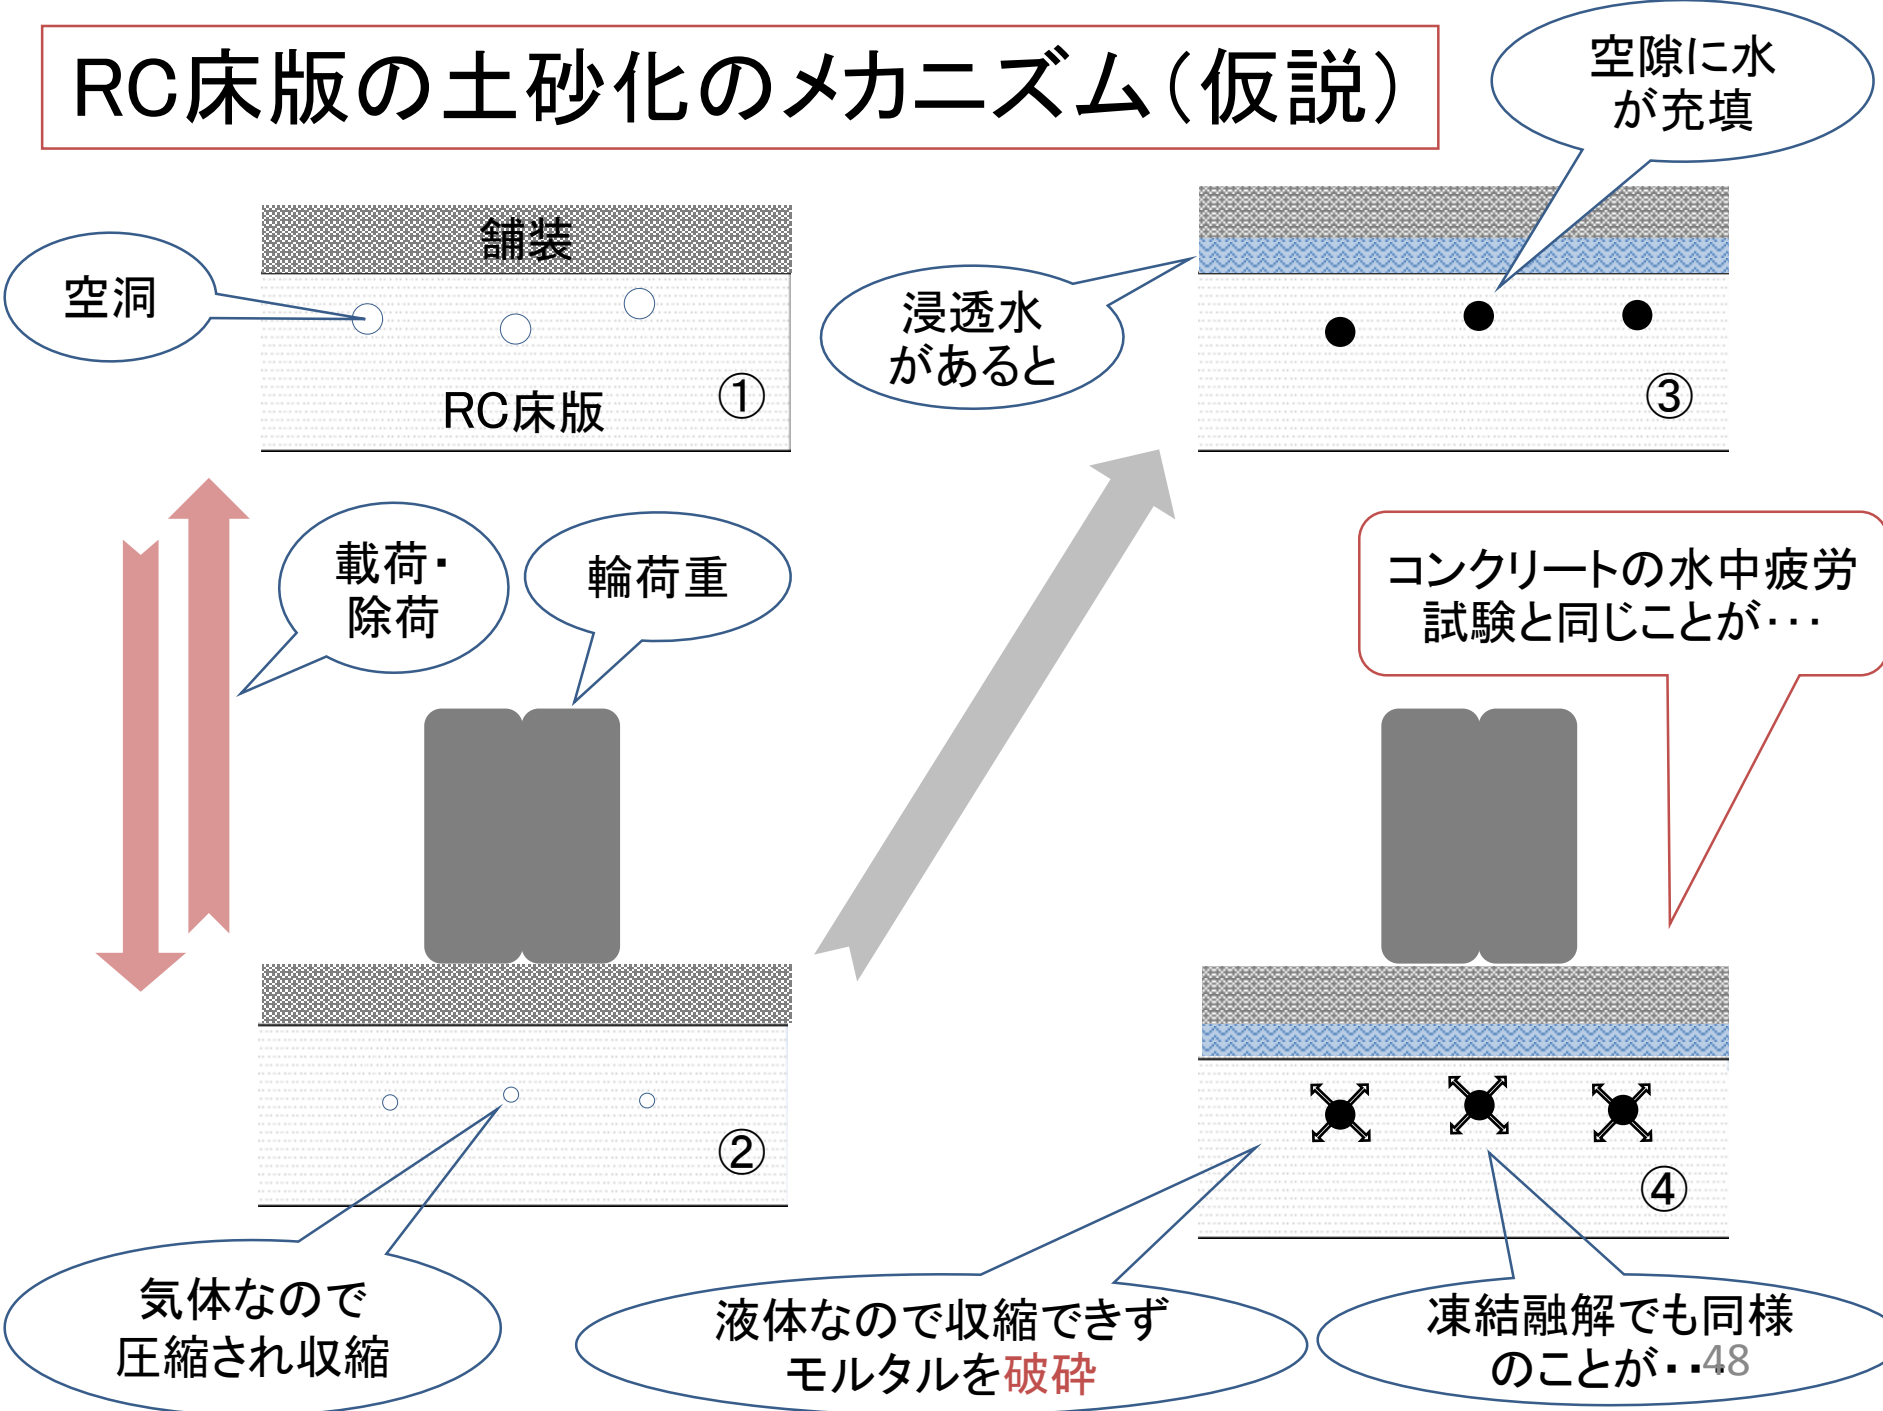 RC床版の土砂化のメカニズム（仮説）
空隙に水
が充填
舗装
空洞
RC床版
①
浸透水
があると
③
載荷・
除荷
輪荷重
コンクリートの水中疲労
試験と同じことが・・・
②
④
気体なので
圧縮され収縮
液体なので収縮できず
モルタルを破砕
凍結融解でも同様
のことが・・・
48